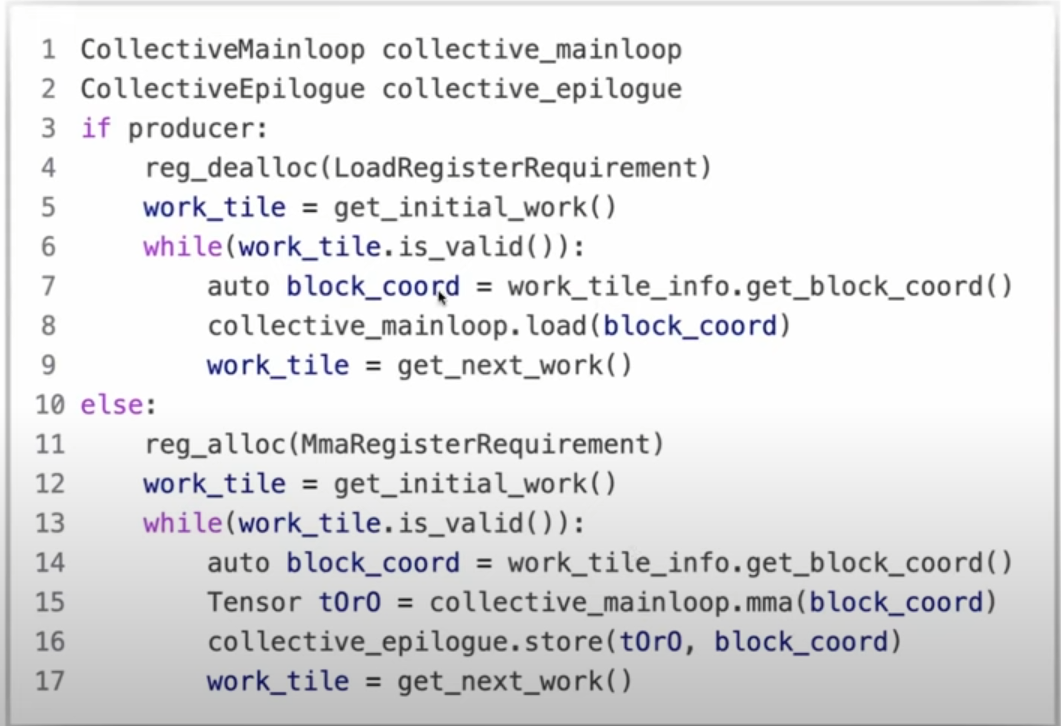 1 CollectiveMainloop collective_mainloop
2 CollectiveEpilogue collective_epilogue
3 if producer:
4     reg_dealloc(LoadRegisterRequirement)
5     work_tile = get_initial_work()
6     while(work_tile.is_valid()):
7         auto block_coord = work_tile_info.get_block_coord()
8         collective_mainloop.load(block_coord)
9         work_tile = get_next_work()
10 else:
11     reg_alloc(MmaRegisterRequirement)
12     work_tile = get_initial_work()
13     while(work_tile.is_valid()):
14         auto block_coord = work_tile_info.get_block_coord()
15         Tensor tOrO = collective_mainloop.mma(block_coord)
16         collective_epilogue.store(tOrO, block_coord)
17         work_tile = get_next_work()